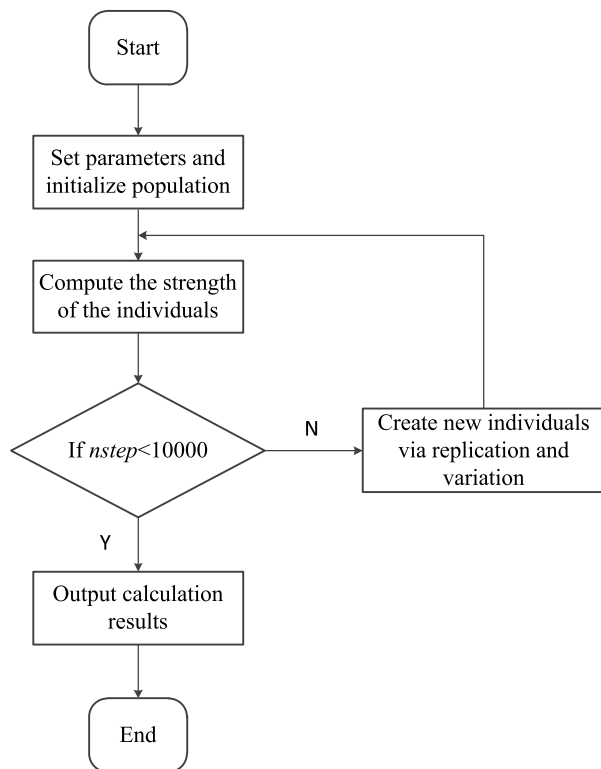 Start
Set parameters and
initialize population
Compute the strength
of the individuals
If nstep<10000
N
Create new individuals
via replication and
variation
Y
Output calculation
results
End